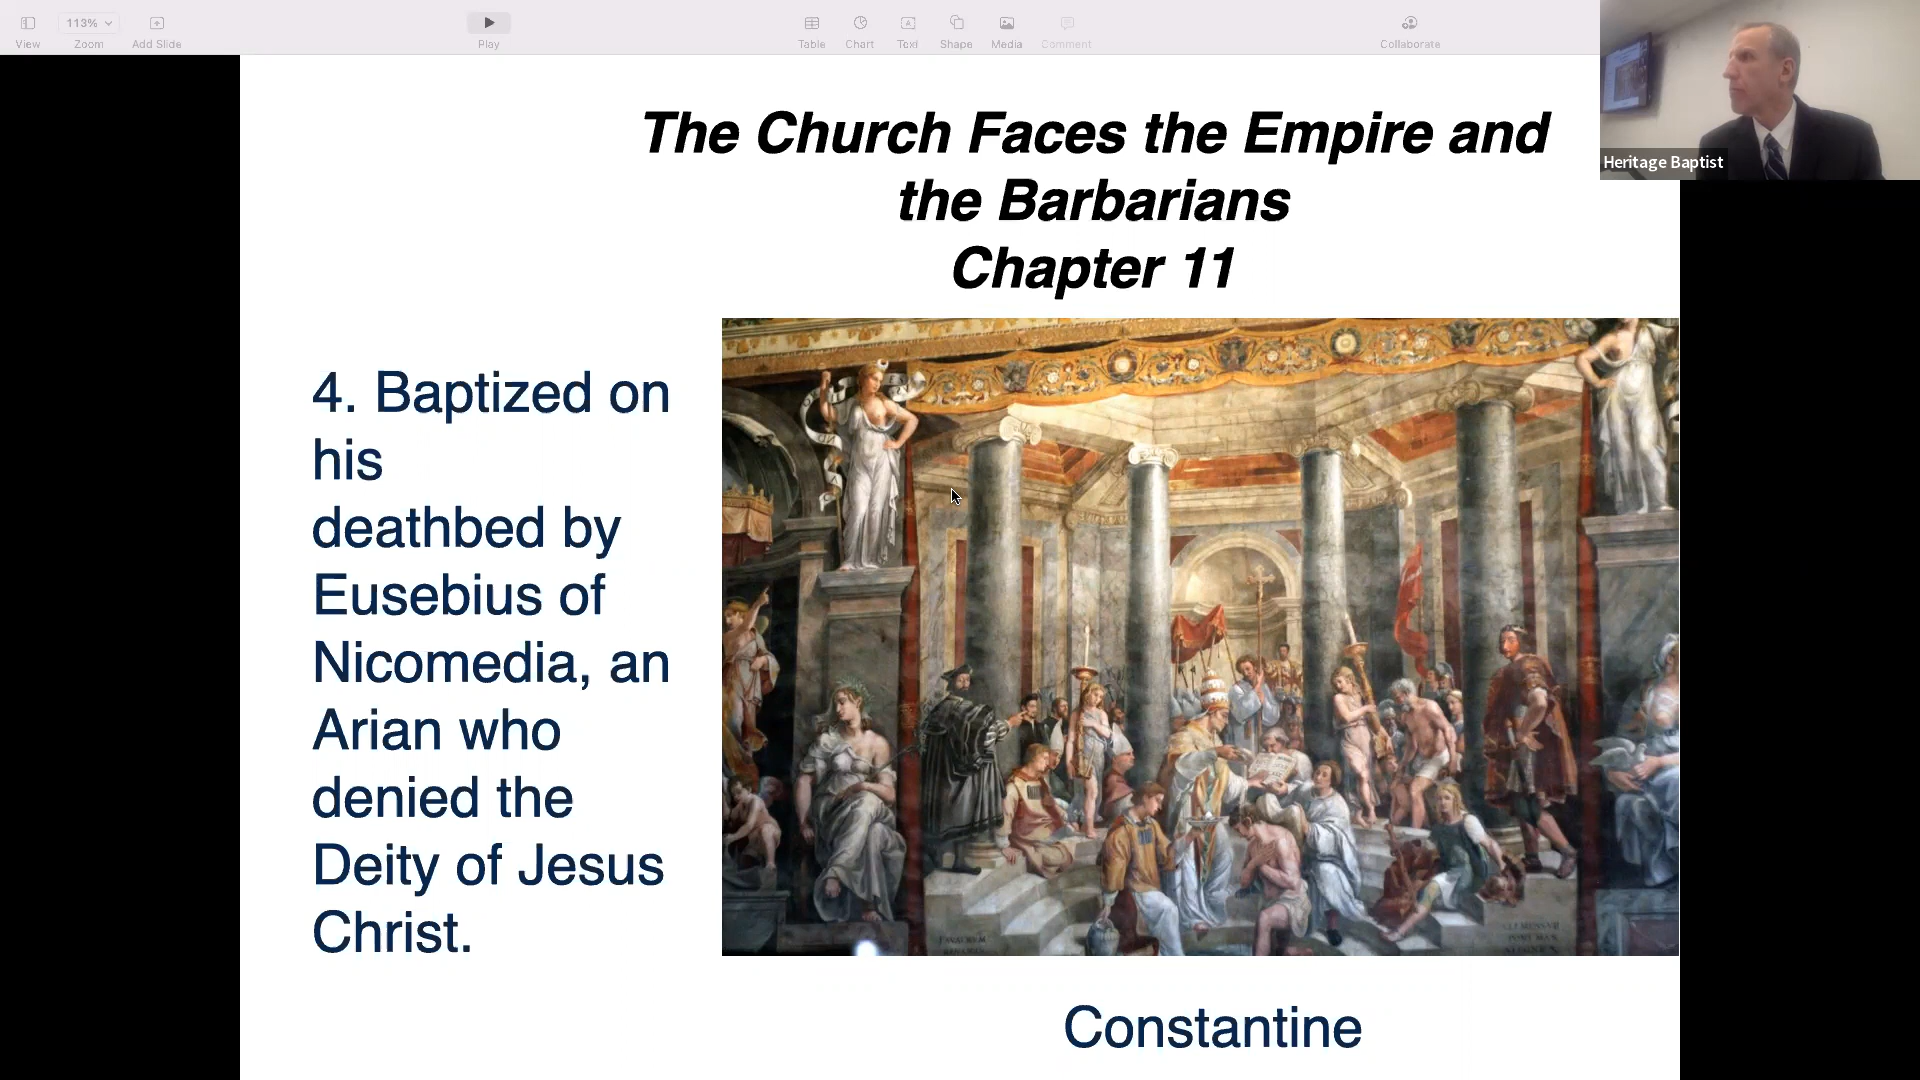 113%
View
Zoom
Add Slide
Play
Table
Chart
Text
Shape
Media
Comment
Collaborate
Heritage Baptist
The Church Faces the Empire and
the Barbarians
Chapter 11
4. Baptized on
his
deathbed by
Eusebius of
Nicomedia, an
Arian who
denied the
Deity of Jesus
Christ.
CLEMENS VII
Constantine